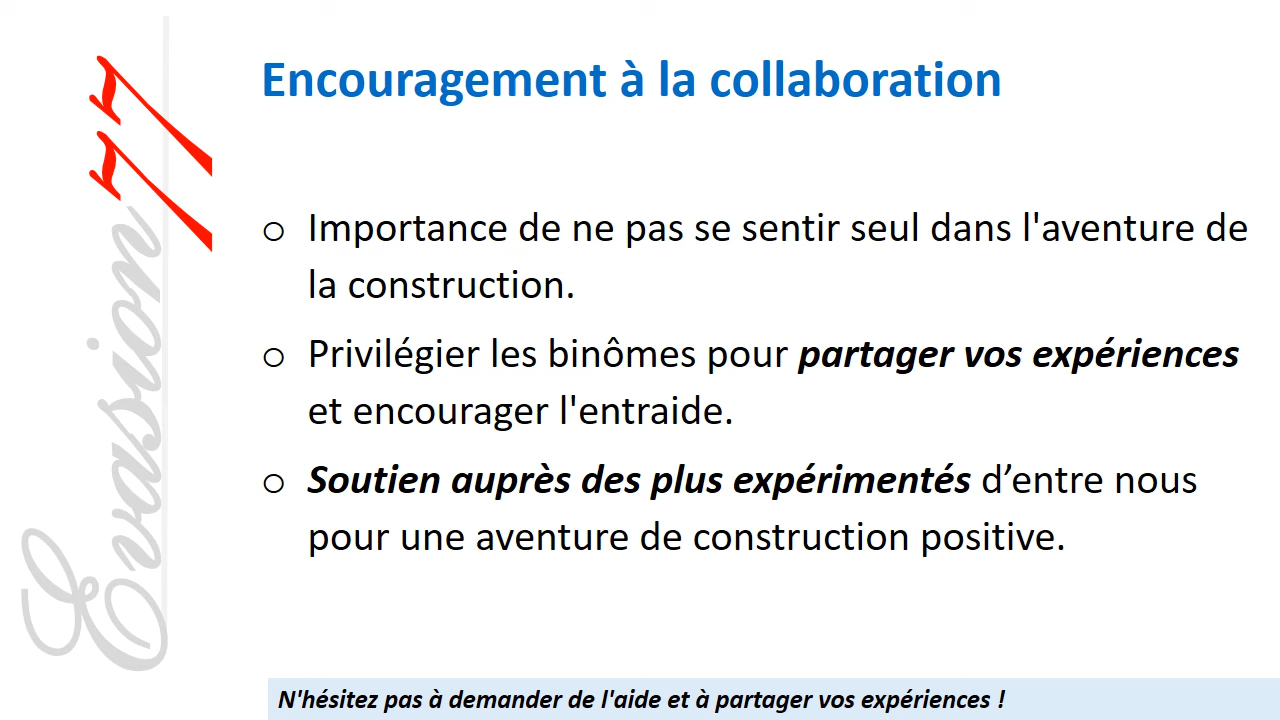 Evasion 77
Encouragement à la collaboration
o Importance de ne pas se sentir seul dans l'aventure de
la construction.
o Privilégier les binômes pour partager vos expériences
et encourager l'entraide.
o Soutien auprès des plus expérimentés d’entre nous
pour une aventure de construction positive.
N'hésitez pas à demander de l'aide et à partager vos expériences !